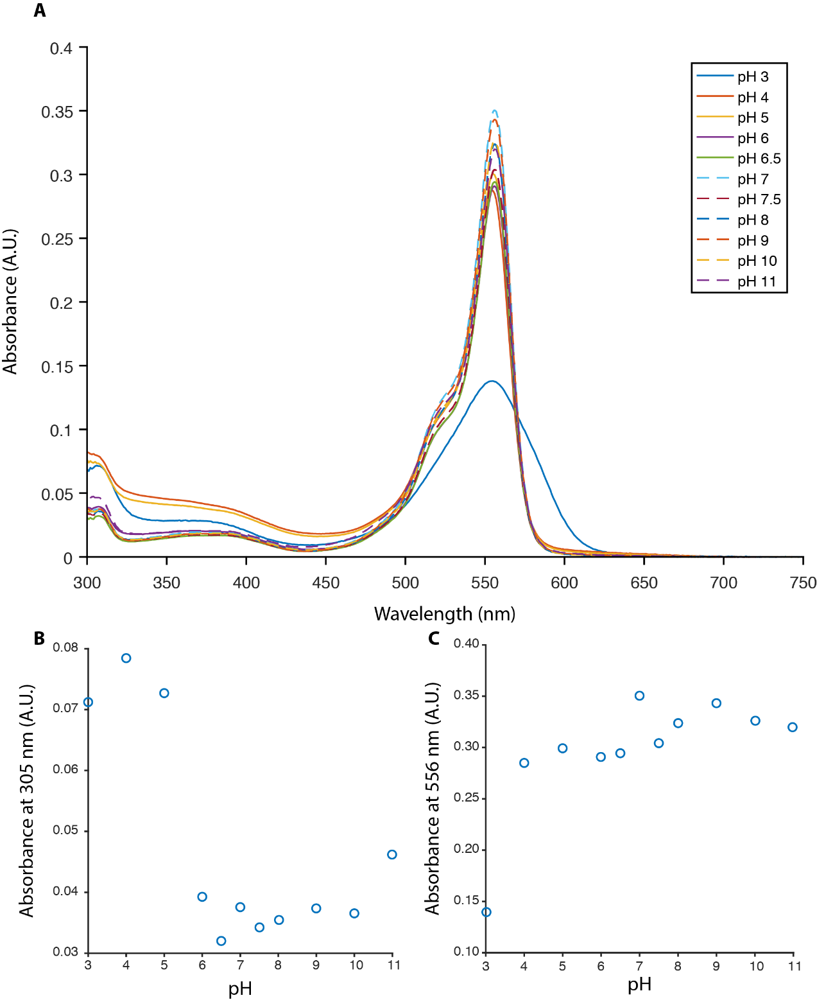 A
0.4
0.35
0.3
0.25
0.2
0.15
0.1
0.05
0
Absorbance (A.U.)
300 350 400 450 500 550 600 650 700 750
Wavelength (nm)
pH 3
pH 4
pH 5
pH 6
pH 6.5
pH 7
pH 7.5
pH 8
pH 9
pH 10
pH 11
B
0.08
0.07
0.06
0.05
0.04
0.03
Absorbance at 305 nm (A.U.)
3 4 5 6 7 8 9 10 11
pH
C
0.40
0.35
0.30
0.25
0.20
0.15
0.10
Absorbance at 556 nm (A.U.)
3 4 5 6 7 8 9 10 11
pH